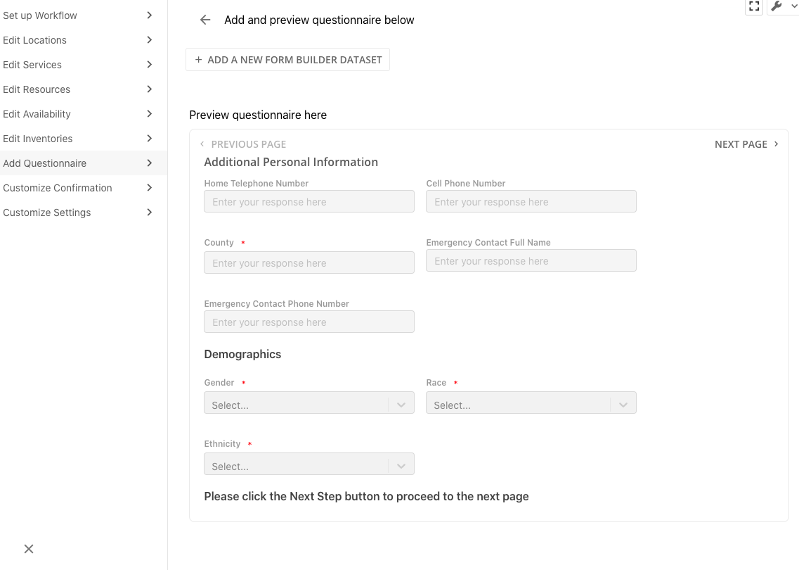 Set up Workflow
Edit Locations
Edit Services
Edit Resources
Edit Availability
Edit Inventories
Add Questionnaire
Customize Confirmation
Customize Settings
Add and preview questionnaire below
+ ADD A NEW FORM BUILDER DATASET
Preview questionnaire here
PREVIOUS PAGE NEXT PAGE
Additional Personal Information
Home Telephone Number Cell Phone Number
Enter your response here Enter your response here
County * Emergency Contact Full Name
Enter your response here Enter your response here
Emergency Contact Phone Number
Enter your response here
Demographics
Gender * Race *
Select... Select...
Ethnicity *
Select...
Please click the Next Step button to proceed to the next page